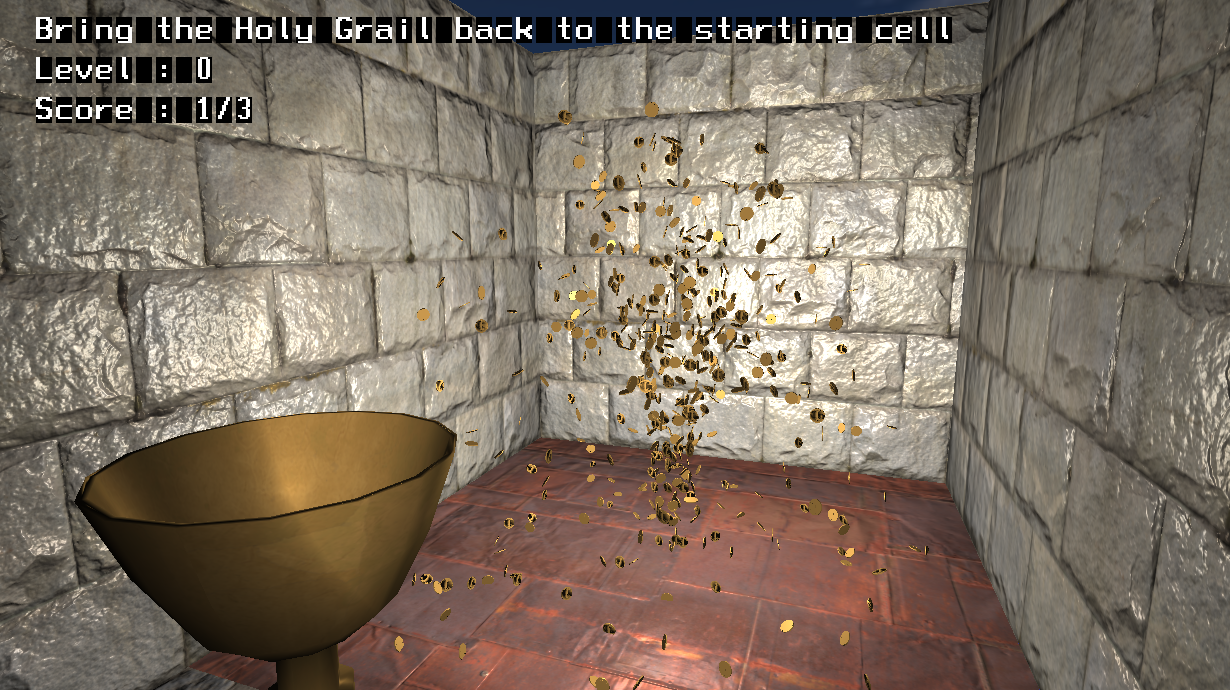 Bring the Holy Grail back to the starting cell
Level : 0
Score : 1/3